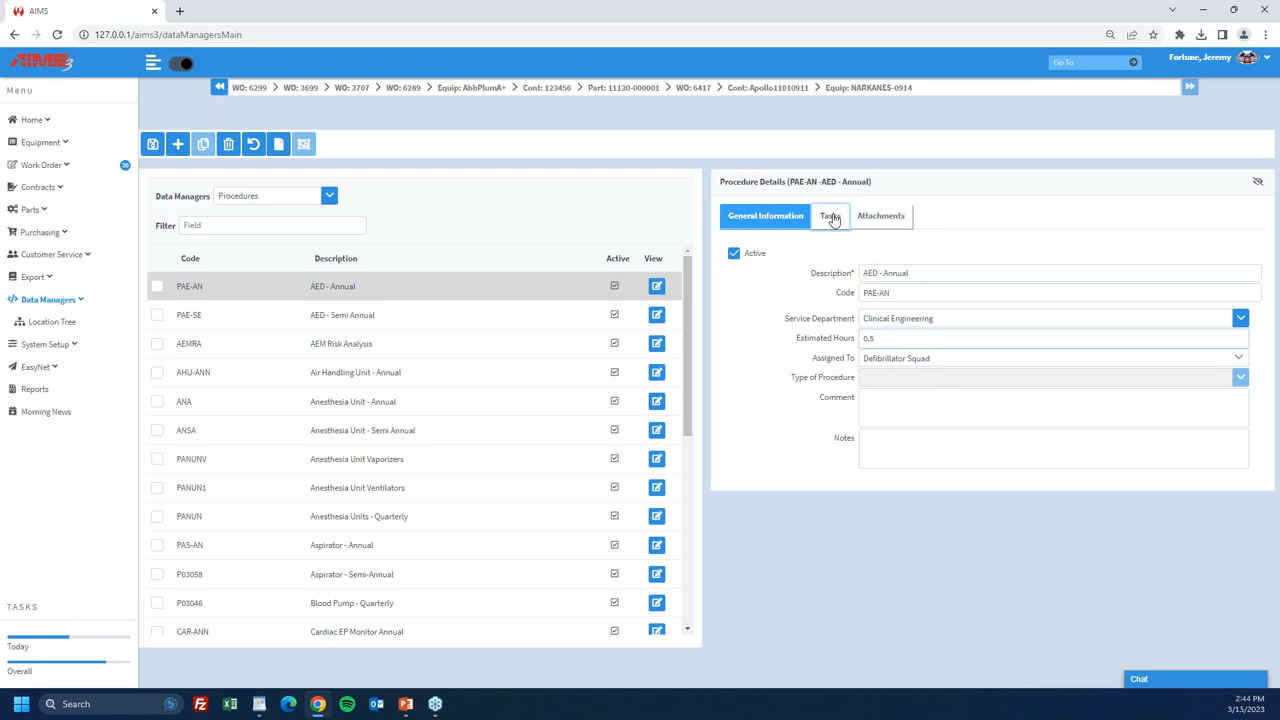 AIMS
127.0.0.1/aims3/dataManagersMain
AIMS3
Go To
Fortune, Jeremy
Menu
WO: 6299 > WO: 3699 > WO: 3707 > WO: 6289 > Equip: AbbPlumA+ > Cont: 123456 > Part: 11130-000001 > WO: 6417 > Cont: Apollo11010911 > Equip: NARKANES-0914
Home
Equipment
Work Order
20
Contracts
Parts
Purchasing
Customer Service
Export
Data Managers
Location Tree
System Setup
EasyNet
Reports
Morning News
TASKS
Today
Overall
Data Managers Procedures
Filter Field
Code Description Active View
PAE-AN AED - Annual
PAE-SE AED - Semi Annual
AEMRA AEM Risk Analysis
AHU-ANN Air Handling Unit - Annual
ANA Anesthesia Unit - Annual
ANSA Anesthesia Unit - Semi Annual
PANUNV Anesthesia Unit Vaporizers
PANUN1 Anesthesia Unit Ventilators
PANUN Anesthesia Units - Quarterly
PAS-AN Aspirator - Annual
P03058 Aspirator - Semi-Annual
P03046 Blood Pump - Quarterly
CAR-ANN Cardiac EP Monitor Annual
Procedure Details (PAE-AN -AED - Annual)
General Information Tasks Attachments
Active
Description* AED - Annual
Code PAE-AN
Service Department Clinical Engineering
Estimated Hours 0.5
Assigned To Defibrillator Squad
Type of Procedure
Comment
Notes
Chat
Search
2:44 PM
3/15/2023